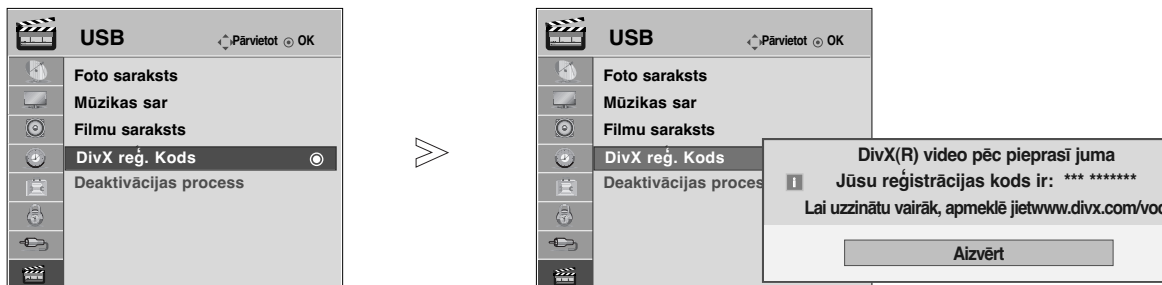 USB Pārvietot OK
Foto saraksts
Mūzikas sar
Filmu saraksts
DivX reģ. Kods
Deaktivācijas process
USB Pārvietot OK
Foto saraksts
Mūzikas sar
Filmu saraksts
DivX reģ. Kods
Deaktivācijas proces
DivX(R) video pēc pieprasī juma
i Jūsu reģistrācijas kods ir: *** *******
Lai uzzinātu vairāk, apmeklē jietwww.divx.com/vod
Aizvērt